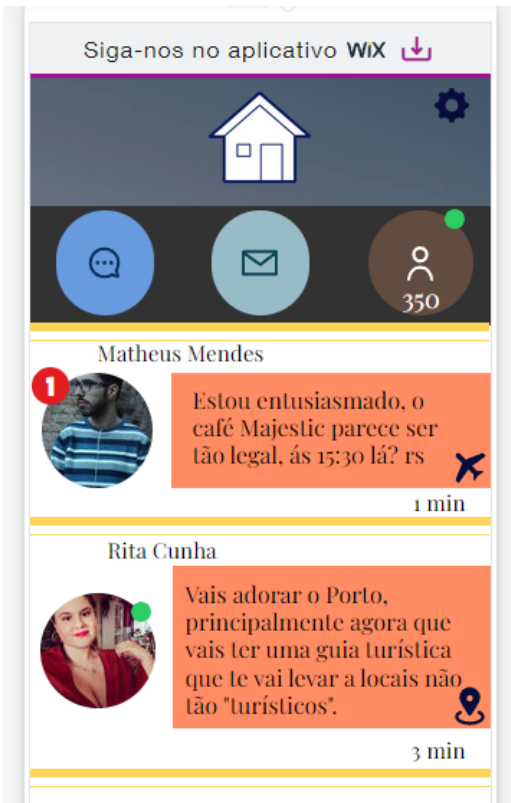 Siga-nos no aplicativo WiX
350
Matheus Mendes
1
Estou entusiasmado, o
café Majestic parece ser
tão legal, ás 15:30 lá? rs
1 min
Rita Cunha
Vais adorar o Porto,
principalmente agora que
vais ter uma guia turística
que te vai levar a locais não
tão "turísticos".
3 min